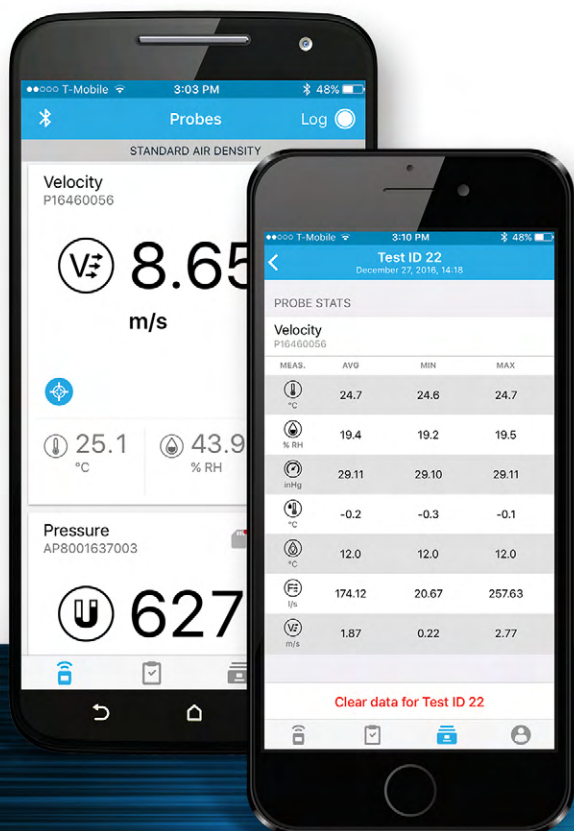 T-Mobile 3:03 PM 48%
Probes Log
STANDARD AIR DENSITY
Velocity
P16460056
8.65
m/s
25.1 43.9
°C % RH
Pressure
AP8001637003
627
T-Mobile 3:10 PM 48%
Test ID 22
December 27, 2016, 14:18
PROBE STATS
Velocity
P16460056
MEAS. AVG MIN MAX
°C 24.7 24.6 24.7
% RH 19.4 19.2 19.5
inHg 29.11 29.10 29.11
°C -0.2 -0.3 -0.1
°C 12.0 12.0 12.0
l/s 174.12 20.67 257.63
m/s 1.87 0.22 2.77
Clear data for Test ID 22